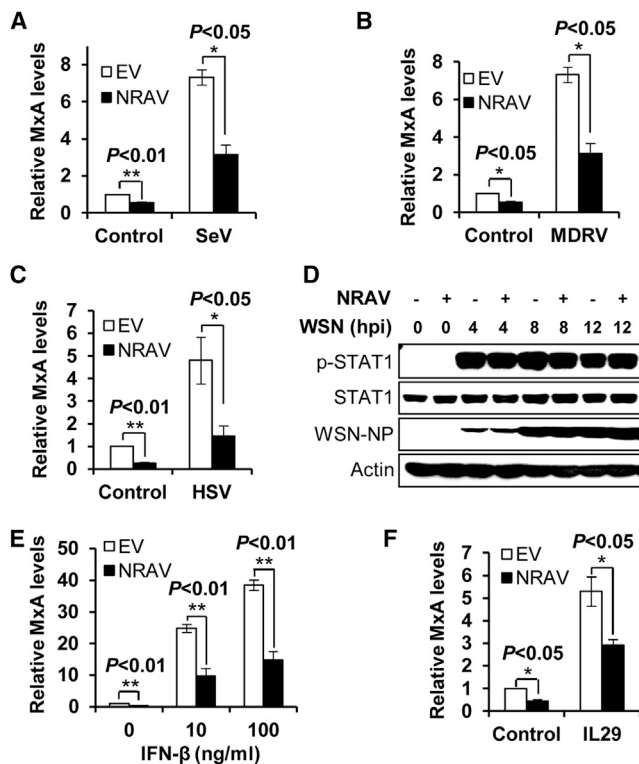 A
Relative MxA levels
8
6
4
2
0
EV
NRAV
P<0.05
*
P<0.01
**
Control SeV
B
Relative MxA levels
8
6
4
2
0
EV
NRAV
P<0.05
*
P<0.05
*
Control MDRV
C
Relative MxA levels
6
5
4
3
2
1
0
EV
NRAV
P<0.05
*
P<0.01
**
Control HSV
D
NRAV - + - + - + - +
WSN (hpi) 0 0 4 4 8 8 12 12
p-STAT1
STAT1
WSN-NP
Actin
E
Relative MxA levels
50
40
30
20
10
0
EV
NRAV
P<0.01
**
P<0.01
**
P<0.01
**
0 10 100
IFN-β (ng/ml)
F
Relative MxA levels
7
6
5
4
3
2
1
0
EV
NRAV
P<0.05
*
P<0.05
*
Control IL29